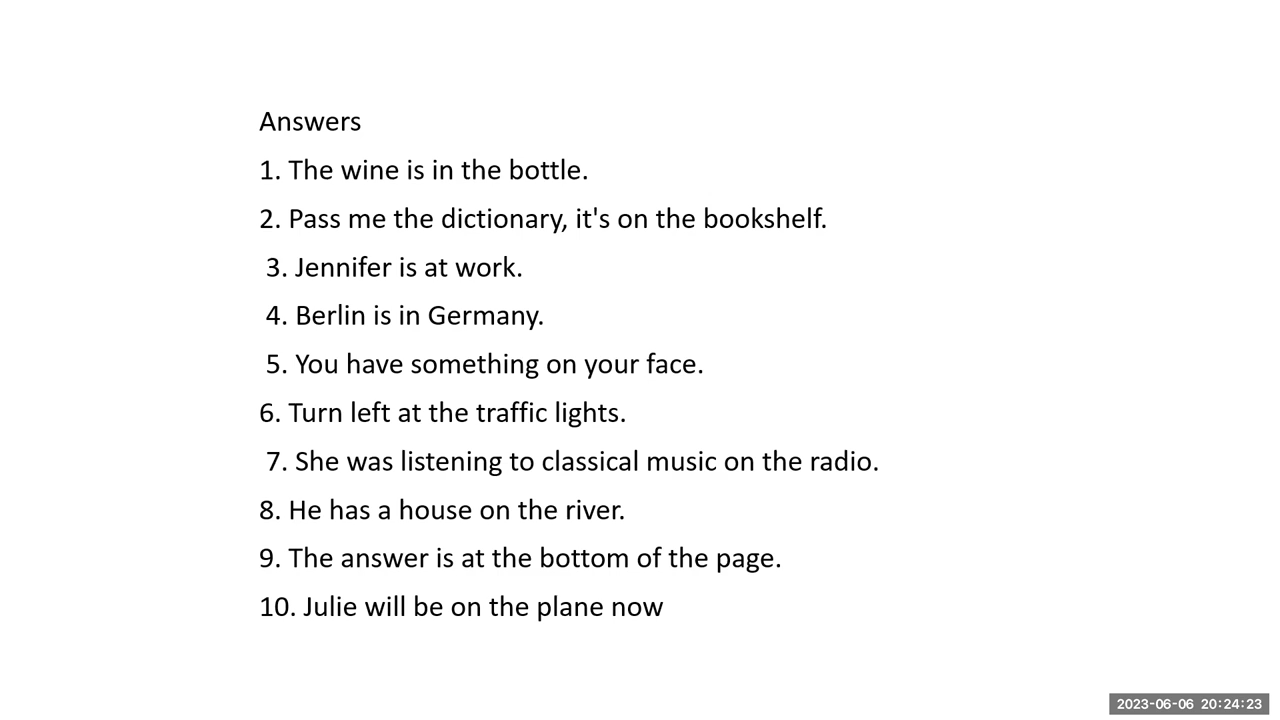 Answers
1. The wine is in the bottle.
2. Pass me the dictionary, it's on the bookshelf.
3. Jennifer is at work.
4. Berlin is in Germany.
5. You have something on your face.
6. Turn left at the traffic lights.
7. She was listening to classical music on the radio.
8. He has a house on the river.
9. The answer is at the bottom of the page.
10. Julie will be on the plane now
2023-06-06 20:24:23